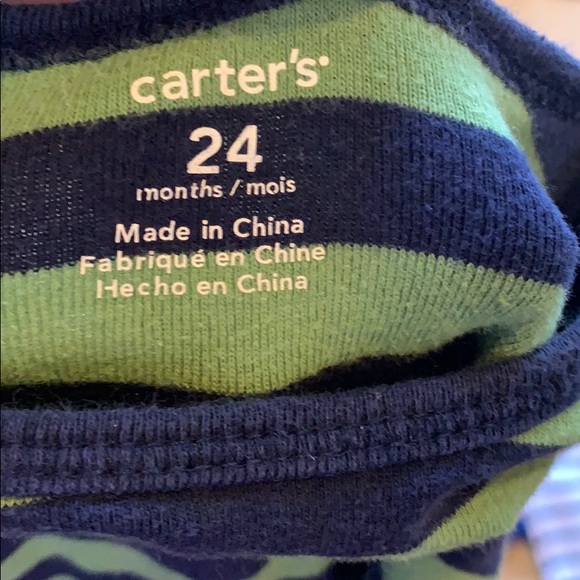 carter's
24
months / mois
Made in China
Fabriqué en Chine
Hecho en China